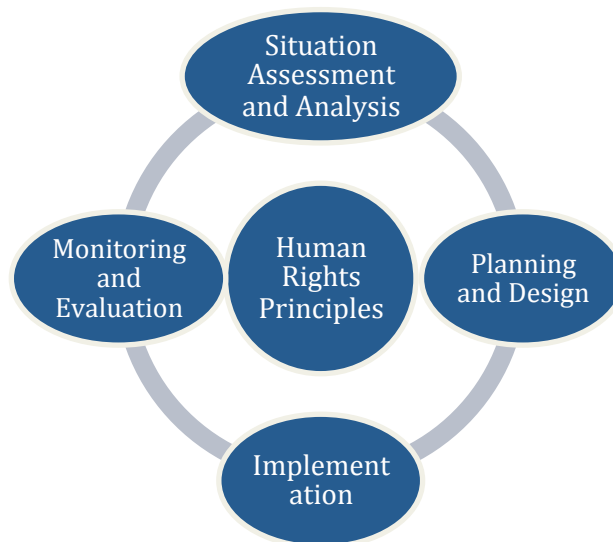 Situation
Assessment
and Analysis
Monitoring
and
Evaluation
Human
Rights
Principles
Planning
and Design
Implement
ation